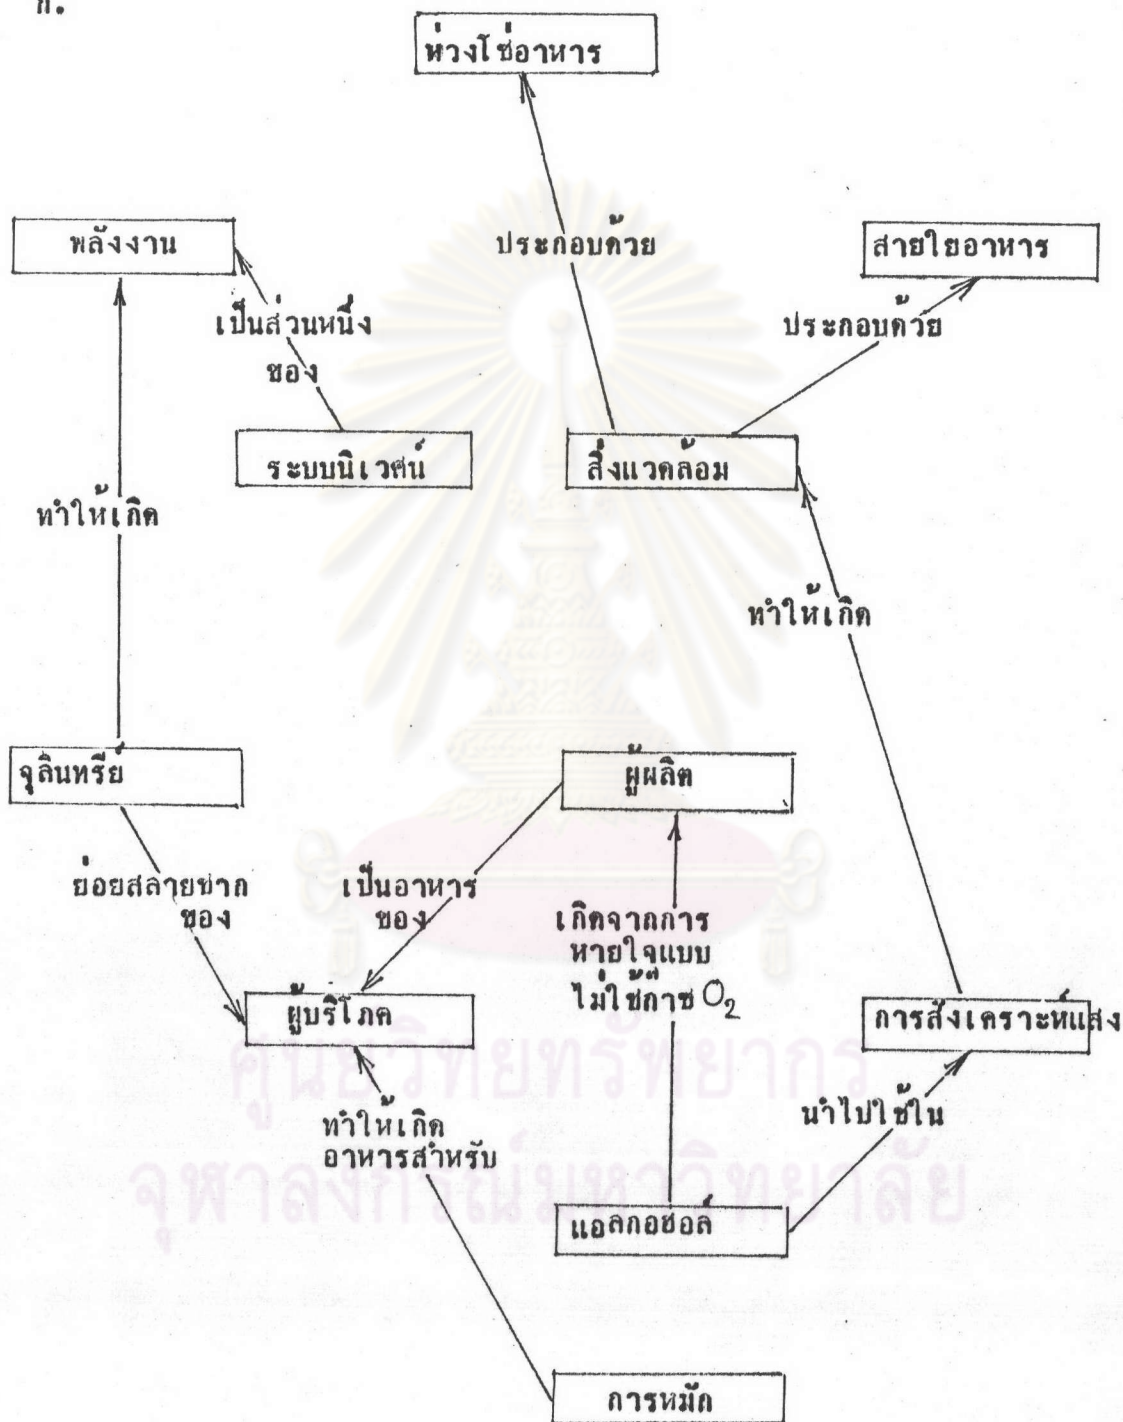 ก.
ห่วงโซ่อาหาร
พลังงาน
ประกอบด้วย
สายใยอาหาร
เป็นส่วนหนึ่ง
ของ
ประกอบด้วย
ระบบนิเวศน์
สิ่งแวดล้อม
ทำให้เกิด
ทำให้เกิด
จุลินทรีย์
ผู้ผลิต
ย่อยสลายซาก
ของ
เป็นอาหาร
ของ
เกิดจากการ
หายใจแบบ
ไม่ใช้ก๊าซ O₂
ผู้บริโภค
การสังเคราะห์แสง
ศูนย์วิทยทรัพยากร
นำไปใช้ใน
ทำให้เกิด
อาหารสำหรับ
จุฬาลงกรณ์มหาวิทยาลัย
แอลกอฮอล์
การหมัก